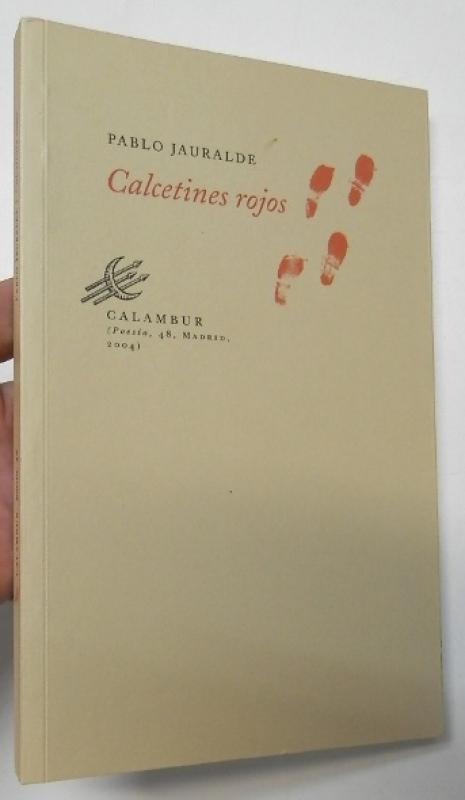 PABLO JAURALDE
Calcetines rojos
CALAMBUR
(Poesía, 48, MADRID,
2004)